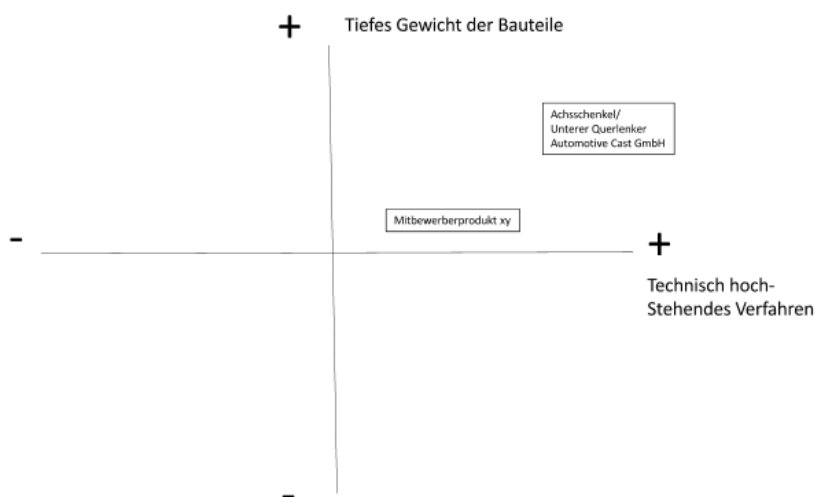 +
Tiefes Gewicht der Bauteile
Achsschenkel/
Unterer Querlenker
Automotive Cast GmbH
Mitbewerberprodukt xy
-
+
Technisch hoch-
Stehendes Verfahren
-